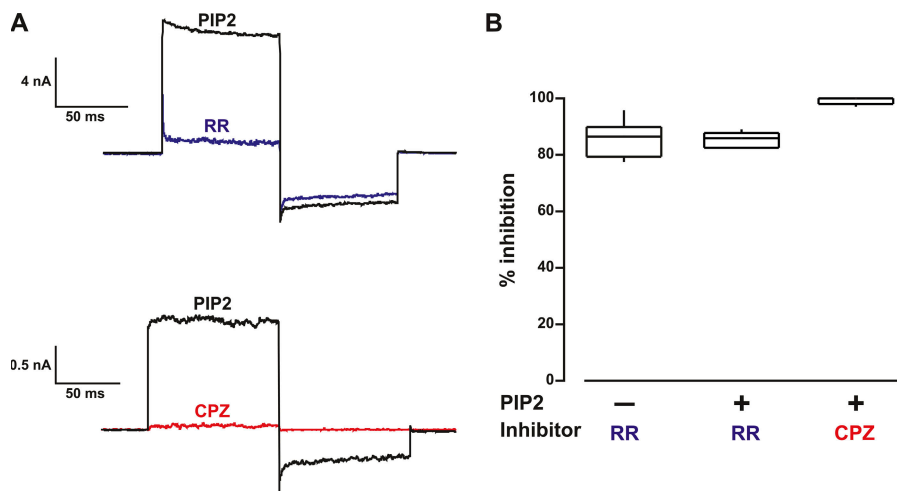 A
PIP2
4 nA
50 ms
RR
PIP2
0.5 nA
50 ms
CPZ
B
% inhibition
100
80
60
40
20
0
PIP2 – + +
Inhibitor RR RR CPZ